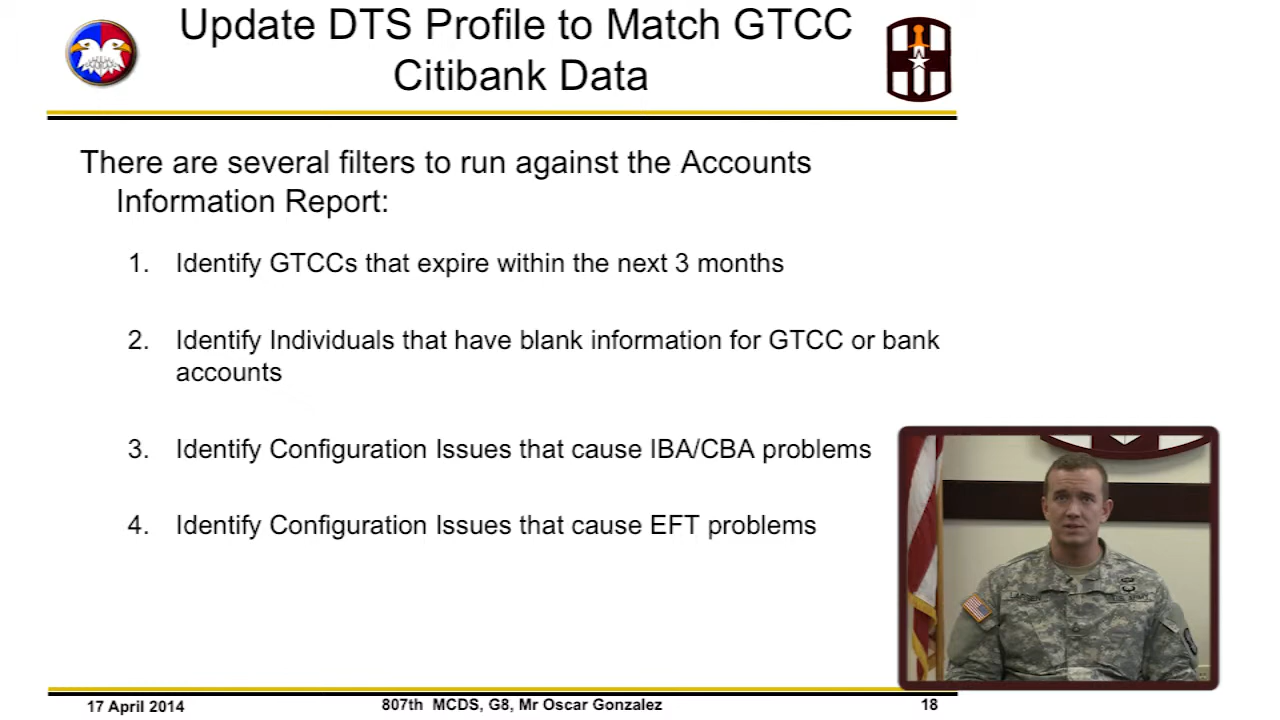 Update DTS Profile to Match GTCC
Citibank Data
There are several filters to run against the Accounts
Information Report:
1. Identify GTCCs that expire within the next 3 months
2. Identify Individuals that have blank information for GTCC or bank
accounts
3. Identify Configuration Issues that cause IBA/CBA problems
4. Identify Configuration Issues that cause EFT problems
U.S. ARMY
17 April 2014
807th MCDS, G8, Mr Oscar Gonzalez
18